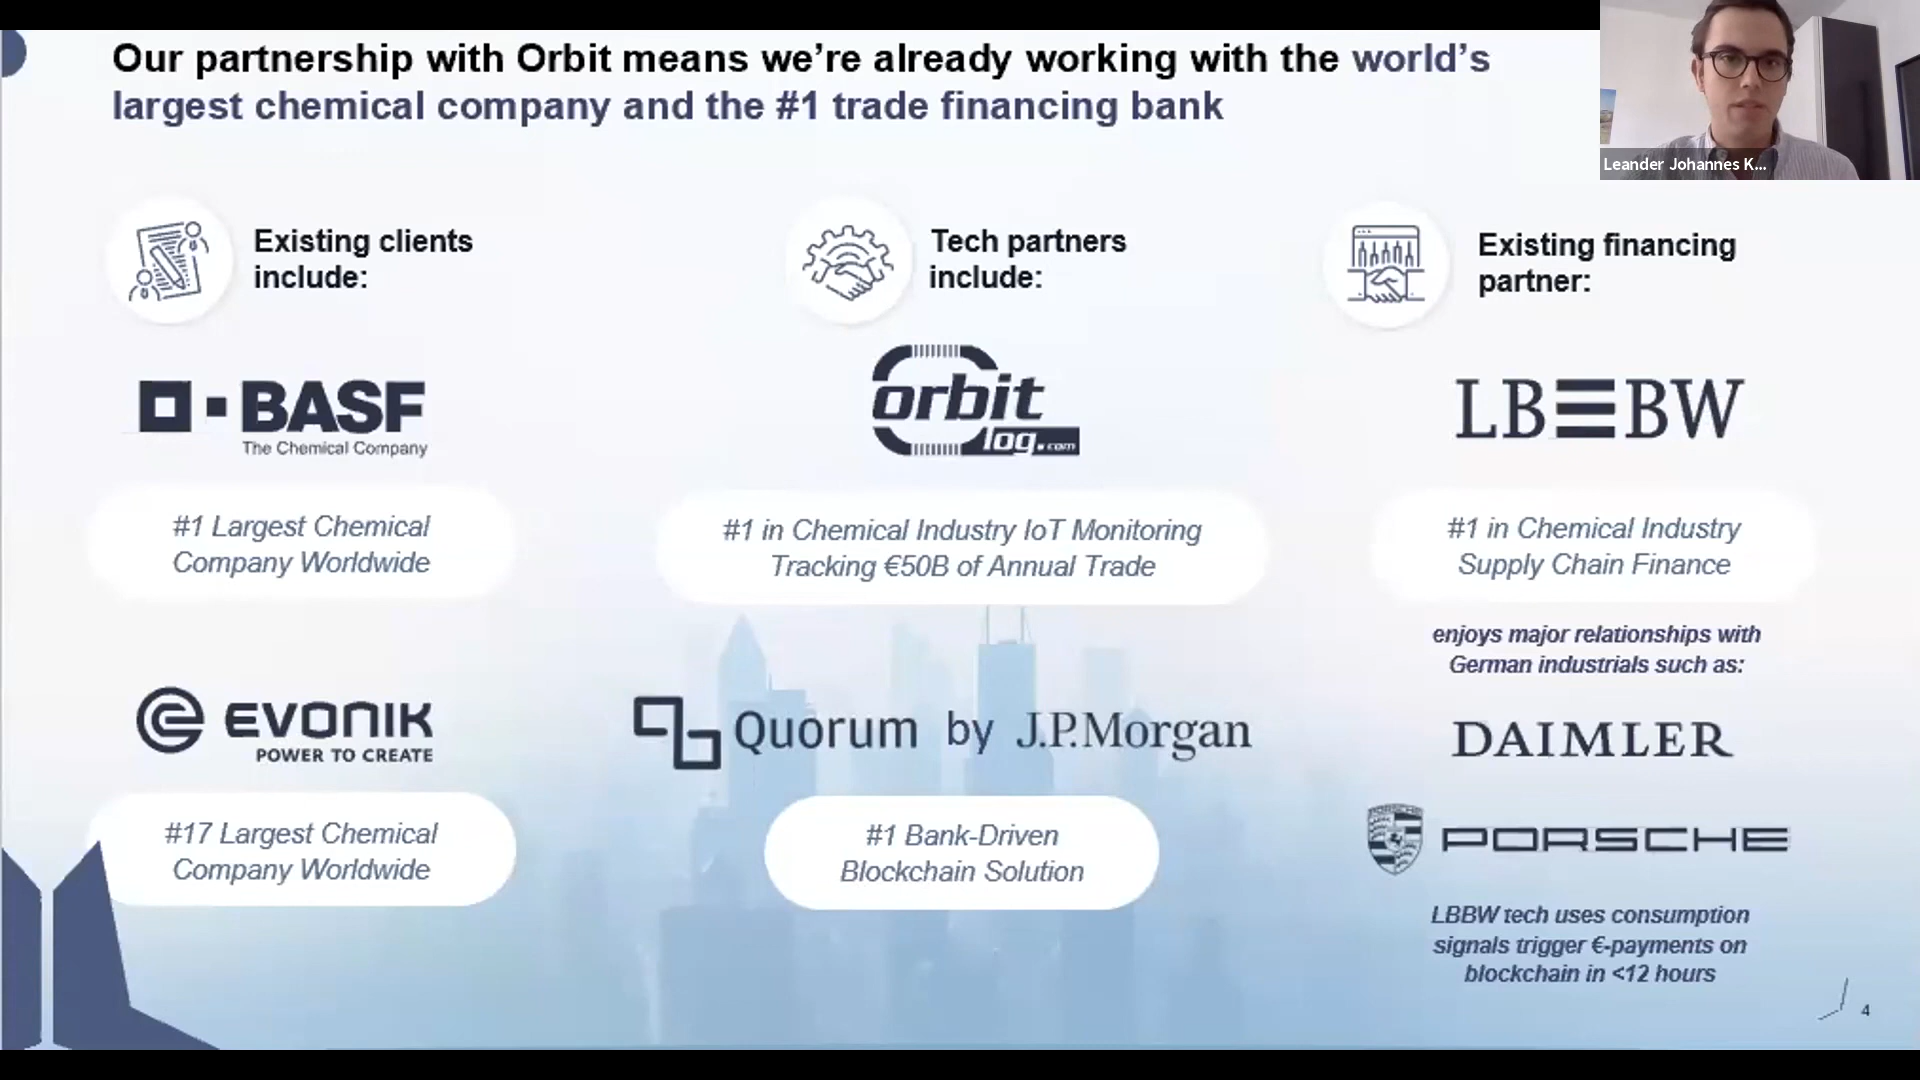 Our partnership with Orbit means we're already working with the world's
largest chemical company and the #1 trade financing bank
Leander Johannes K...
Existing clients
include:
BASF
The Chemical Company
#1 Largest Chemical
Company Worldwide
EVONIK
POWER TO CREATE
#17 Largest Chemical
Company Worldwide
Tech partners
include:
orbit
log.com
#1 in Chemical Industry IoT Monitoring
Tracking €50B of Annual Trade
Quorum by J.P.Morgan
#1 Bank-Driven
Blockchain Solution
Existing financing
partner:
LBBW
#1 in Chemical Industry
Supply Chain Finance
enjoys major relationships with
German industrials such as:
DAIMLER
PORSCHE
PORSCHE
LBBW tech uses consumption
signals trigger €-payments on
blockchain in <12 hours
4